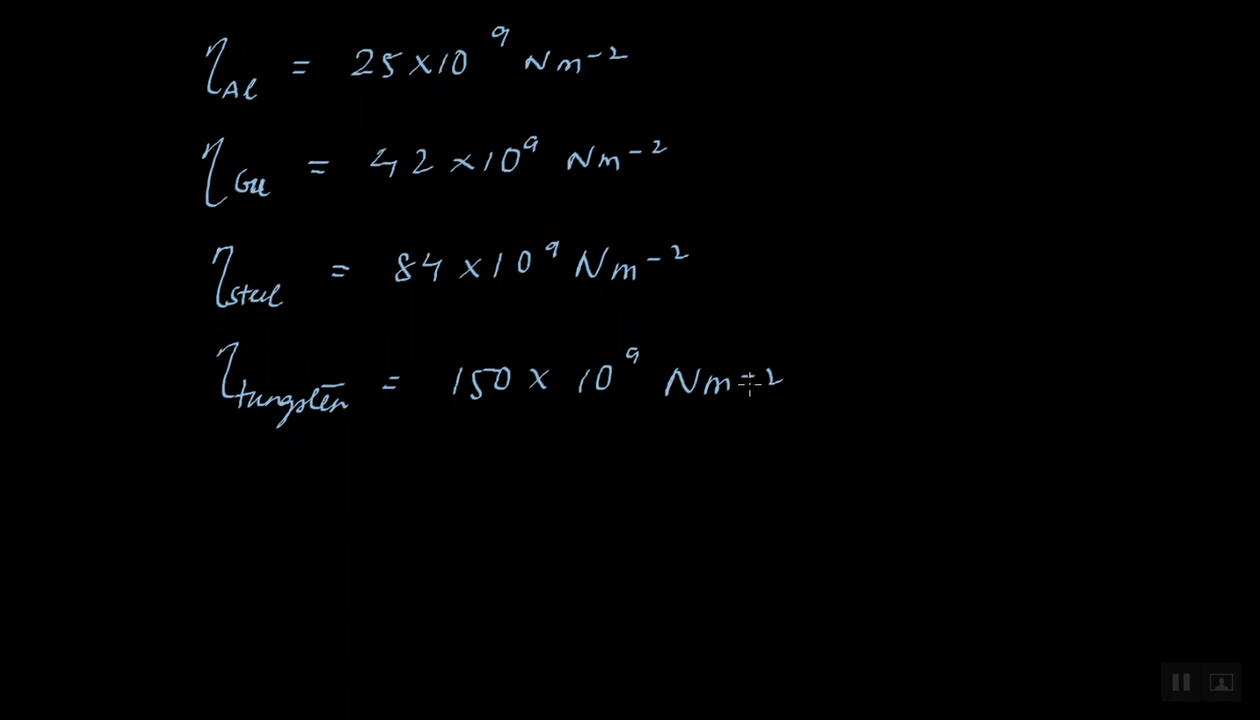 η_Al = 25×10⁹ Nm⁻²
η_Cu = 42×10⁹ Nm⁻²
η_steel = 84×10⁹ Nm⁻²
η_tungsten = 150×10⁹ Nm⁻²